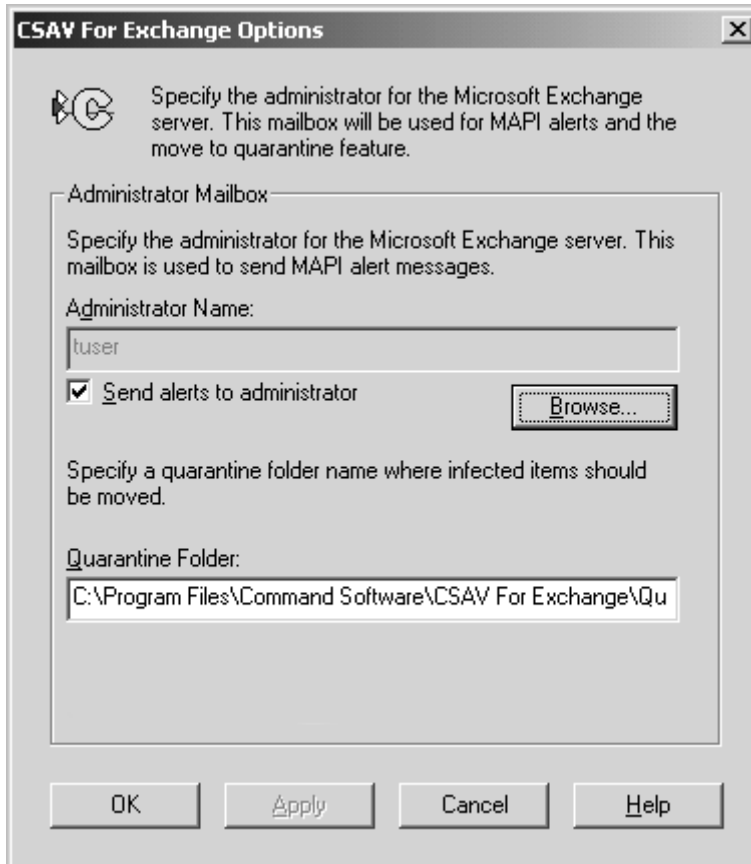 CSAV For Exchange Options
Specify the administrator for the Microsoft Exchange
server. This mailbox will be used for MAPI alerts and the
move to quarantine feature.
Administrator Mailbox
Specify the administrator for the Microsoft Exchange server. This
mailbox is used to send MAPI alert messages.
Administrator Name:
tuser
Send alerts to administrator
Browse...
Specify a quarantine folder name where infected items should
be moved.
Quarantine Folder:
C:\Program Files\Command Software\CSAV For Exchange\Qu
OK
Apply
Cancel
Help